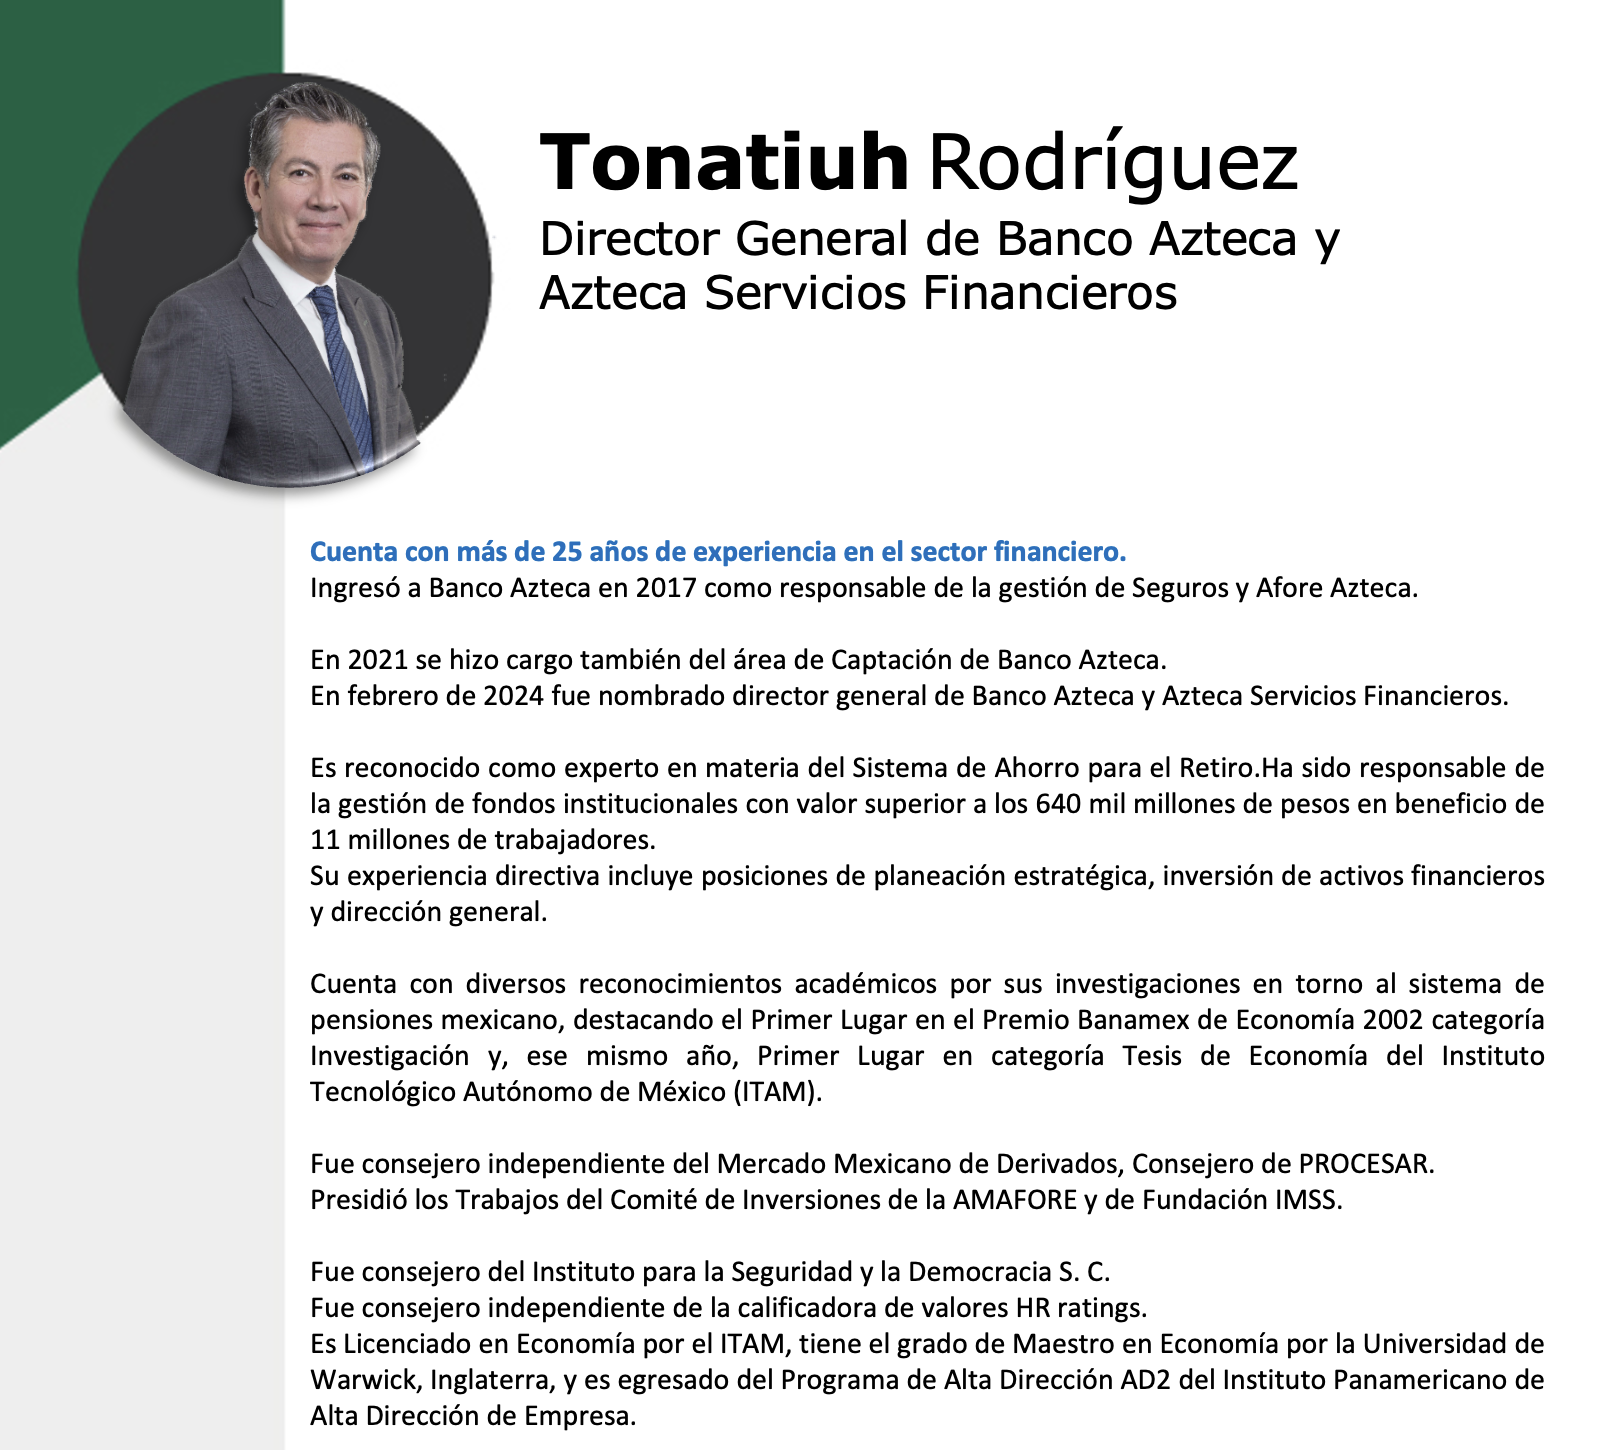 Tonatiuh Rodríguez
Director General de Banco Azteca y
Azteca Servicios Financieros
Cuenta con más de 25 años de experiencia en el sector financiero.
Ingresó a Banco Azteca en 2017 como responsable de la gestión de Seguros y Afore Azteca.
En 2021 se hizo cargo también del área de Captación de Banco Azteca.
En febrero de 2024 fue nombrado director general de Banco Azteca y Azteca Servicios Financieros.
Es reconocido como experto en materia del Sistema de Ahorro para el Retiro.Ha sido responsable de
la gestión de fondos institucionales con valor superior a los 640 mil millones de pesos en beneficio de
11 millones de trabajadores.
Su experiencia directiva incluye posiciones de planeación estratégica, inversión de activos financieros
y dirección general.
Cuenta con diversos reconocimientos académicos por sus investigaciones en torno al sistema de
pensiones mexicano, destacando el Primer Lugar en el Premio Banamex de Economía 2002 categoría
Investigación y, ese mismo año, Primer Lugar en categoría Tesis de Economía del Instituto
Tecnológico Autónomo de México (ITAM).
Fue consejero independiente del Mercado Mexicano de Derivados, Consejero de PROCESAR.
Presidió los Trabajos del Comité de Inversiones de la AMAFORE y de Fundación IMSS.
Fue consejero del Instituto para la Seguridad y la Democracia S. C.
Fue consejero independiente de la calificadora de valores HR ratings.
Es Licenciado en Economía por el ITAM, tiene el grado de Maestro en Economía por la Universidad de
Warwick, Inglaterra, y es egresado del Programa de Alta Dirección AD2 del Instituto Panamericano de
Alta Dirección de Empresa.